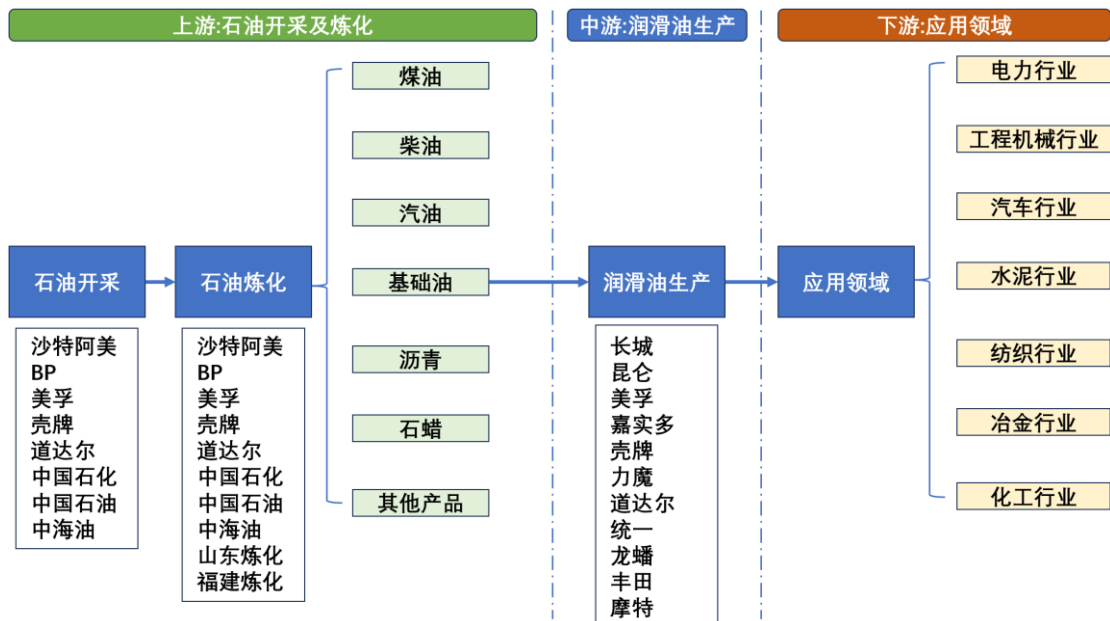 上游:石油开采及炼化
中游:润滑油生产
下游:应用领域
石油开采
沙特阿美
BP
美孚
壳牌
道达尔
中国石化
中国石油
中海油
石油炼化
沙特阿美
BP
美孚
壳牌
道达尔
中国石化
中国石油
中海油
山东炼化
福建炼化
煤油
柴油
汽油
基础油
沥青
石蜡
其他产品
润滑油生产
长城
昆仑
美孚
嘉实多
壳牌
力魔
道达尔
统一
龙蟠
丰田
摩特
应用领域
电力行业
工程机械行业
汽车行业
水泥行业
纺织行业
冶金行业
化工行业